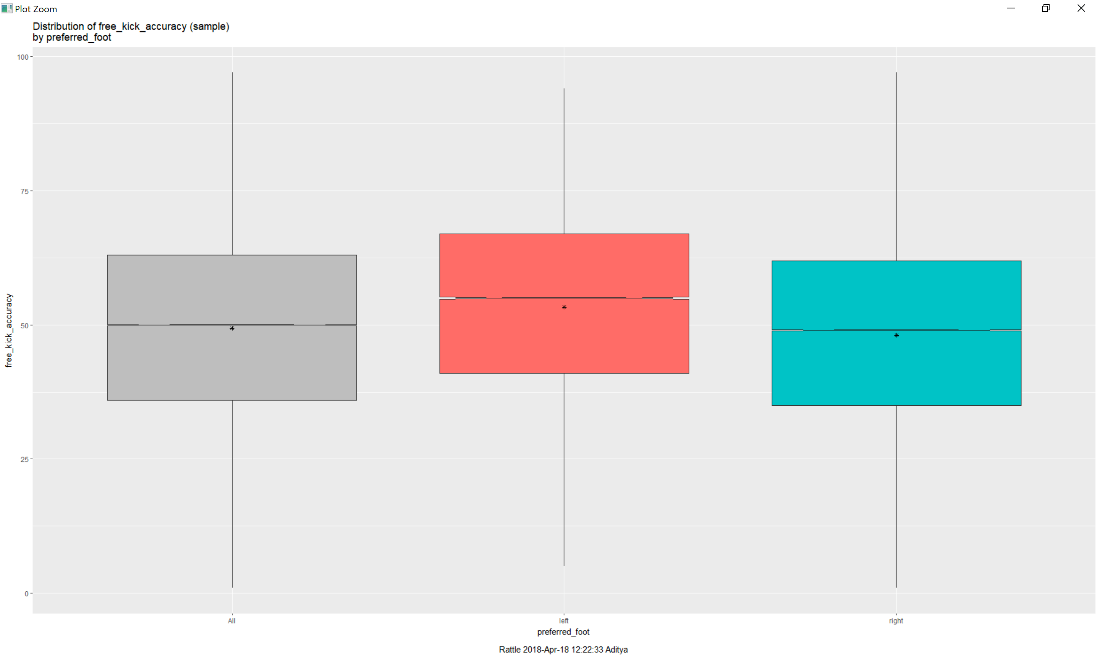 Plot Zoom
Distribution of free_kick_accuracy (sample)
by preferred_foot
100
75
50
25
0
free_kick_accuracy
All
left
right
preferred_foot
Rattle 2018-Apr-18 12:22:33 Aditya